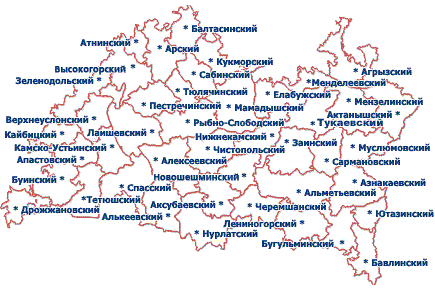 * Балтасинский
Атнинский *
* Арский
* Кукморский
Высокогорский *
* Сабинский
* Агрызский
Зеленодольский *
* Менделеевский
* Тюлячинский
* Елабужский
* Мензелинский
* Пестречинский
* Мамадышский
Актанышский *
Верхнеуслонский *
* Рыбно-Слободский
* Тукаевский
Кайбицкий *
Лаишевский *
Нижнекамский *
* Заинский
Камско-Устьинский *
* Чистопольский
* Муслюмовский
Апастовский *
* Алексеевский
* Сармановский
Буинский *
Новошешминский *
* Азнакаевский
* Спасский
* Альметьевский
* Тетюшский
* Дрожжановский
Аксубаевский *
* Черемшанский
* Ютазинский
Алькеевский *
Лениногорский *
* Нурлатский
Бугульминский *
* Бавлинский